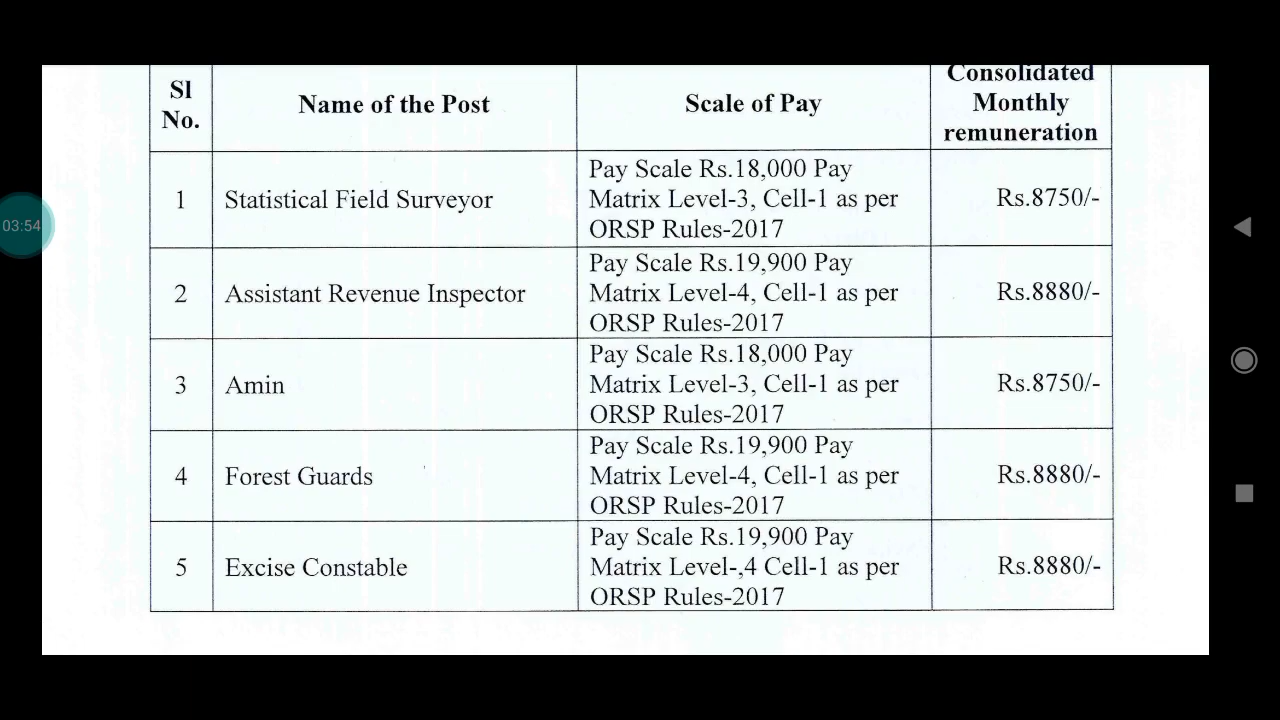 03:54
Sl No.
Name of the Post
Scale of Pay
Consolidated
Monthly
remuneration
1
Statistical Field Surveyor
Pay Scale Rs.18,000 Pay
Matrix Level-3, Cell-1 as per
ORSP Rules-2017
Rs.8750/-
2
Assistant Revenue Inspector
Pay Scale Rs.19,900 Pay
Matrix Level-4, Cell-1 as per
ORSP Rules-2017
Rs.8880/-
3
Amin
Pay Scale Rs.18,000 Pay
Matrix Level-3, Cell-1 as per
ORSP Rules-2017
Rs.8750/-
4
Forest Guards
Pay Scale Rs.19,900 Pay
Matrix Level-4, Cell-1 as per
ORSP Rules-2017
Rs.8880/-
5
Excise Constable
Pay Scale Rs.19,900 Pay
Matrix Level-,4 Cell-1 as per
ORSP Rules-2017
Rs.8880/-